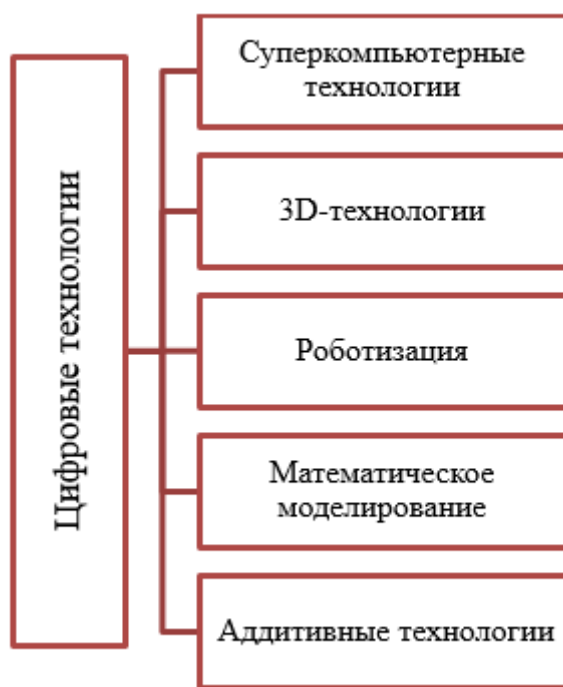 Цифровые технологии
Суперкомпьютерные
технологии
3D-технологии
Роботизация
Математическое
моделирование
Аддитивные технологии